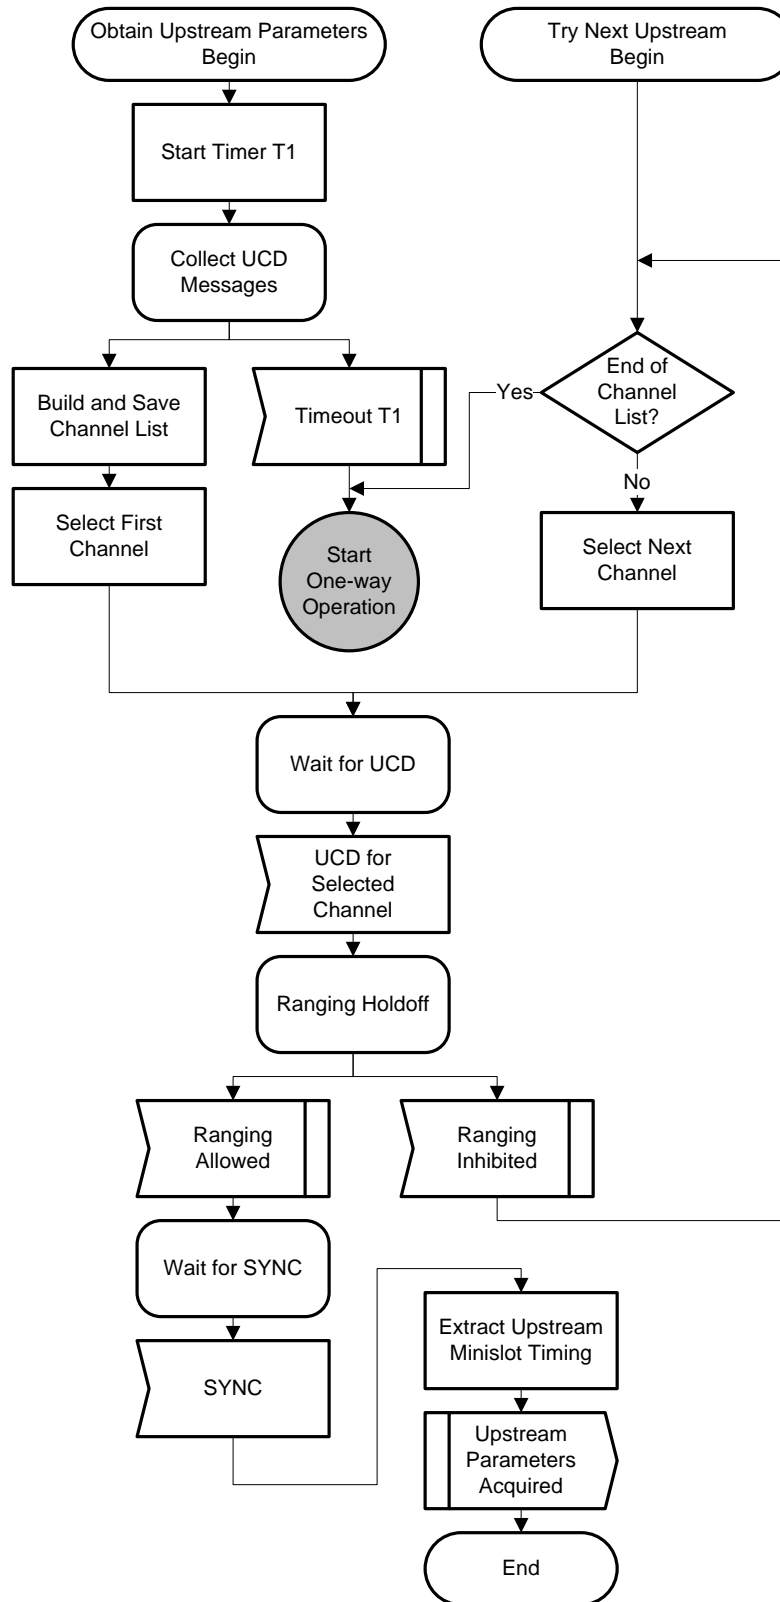 Obtain Upstream Parameters
Begin
Try Next Upstream
Begin
Start Timer T1
Collect UCD
Messages
Build and Save
Channel List
Timeout T1
Yes
End of
Channel
List?
No
Select First
Channel
Start
One-way
Operation
Select Next
Channel
Wait for UCD
UCD for
Selected
Channel
Ranging Holdoff
Ranging
Allowed
Ranging
Inhibited
Wait for SYNC
Extract Upstream
Minislot Timing
SYNC
Upstream
Parameters
Acquired
End